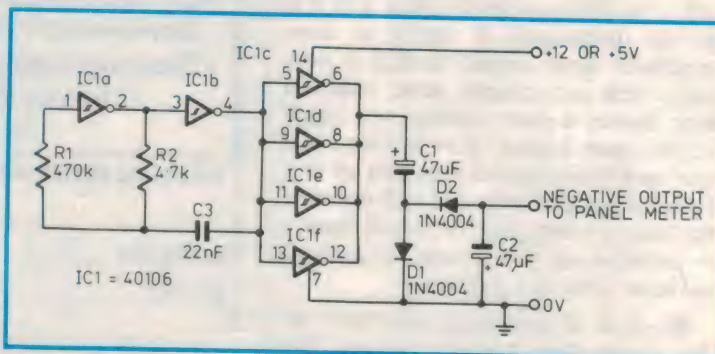 IC1c
14
+12 OR +5V
IC1a
IC1b
5
6
1
2
3
4
IC1d
9
8
R1
470k
R2
4·7k
C1
47uF
+
D2
1N4004
NEGATIVE OUTPUT
TO PANEL METER
IC1e
11
10
C3
22nF
IC1f
13
12
7
D1
1N4004
C2
47µF
+
IC1 = 40106
0V